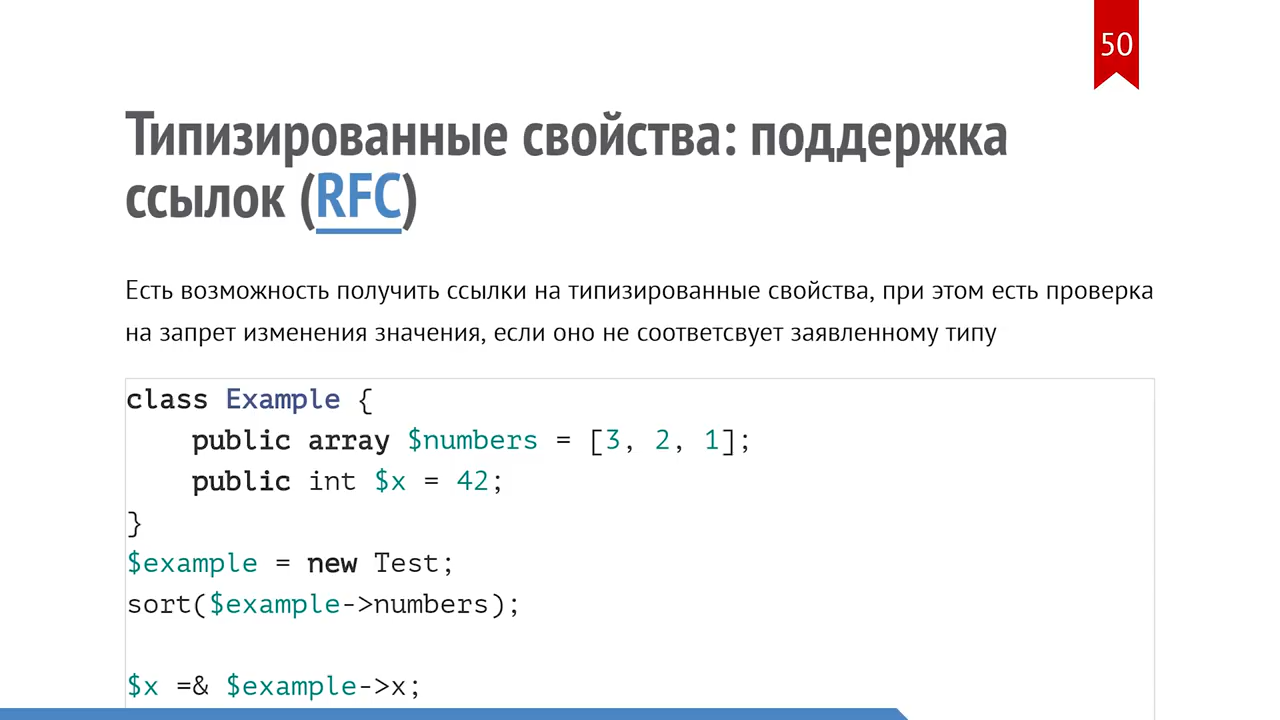 50
Типизированные свойства: поддержка
ссылок (RFC)
Есть возможность получить ссылки на типизированные свойства, при этом есть проверка
на запрет изменения значения, если оно не соответсвует заявленному типу
class Example {
    public array $numbers = [3, 2, 1];
    public int $x = 42;
}
$example = new Test;
sort($example->numbers);
$x =& $example->x;